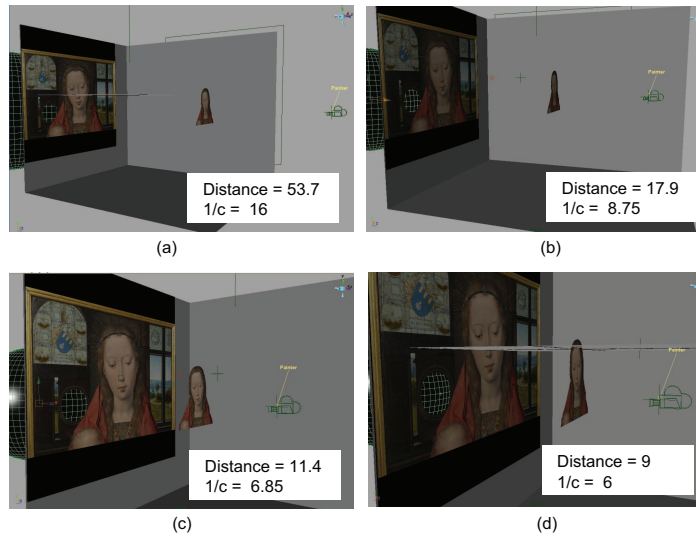 Painter
Distance = 53.7
1/c = 16
(a)
Painter
Distance = 17.9
1/c = 8.75
(b)
Painter
Distance = 11.4
1/c = 6.85
(c)
Painter
Distance = 9
1/c = 6
(d)